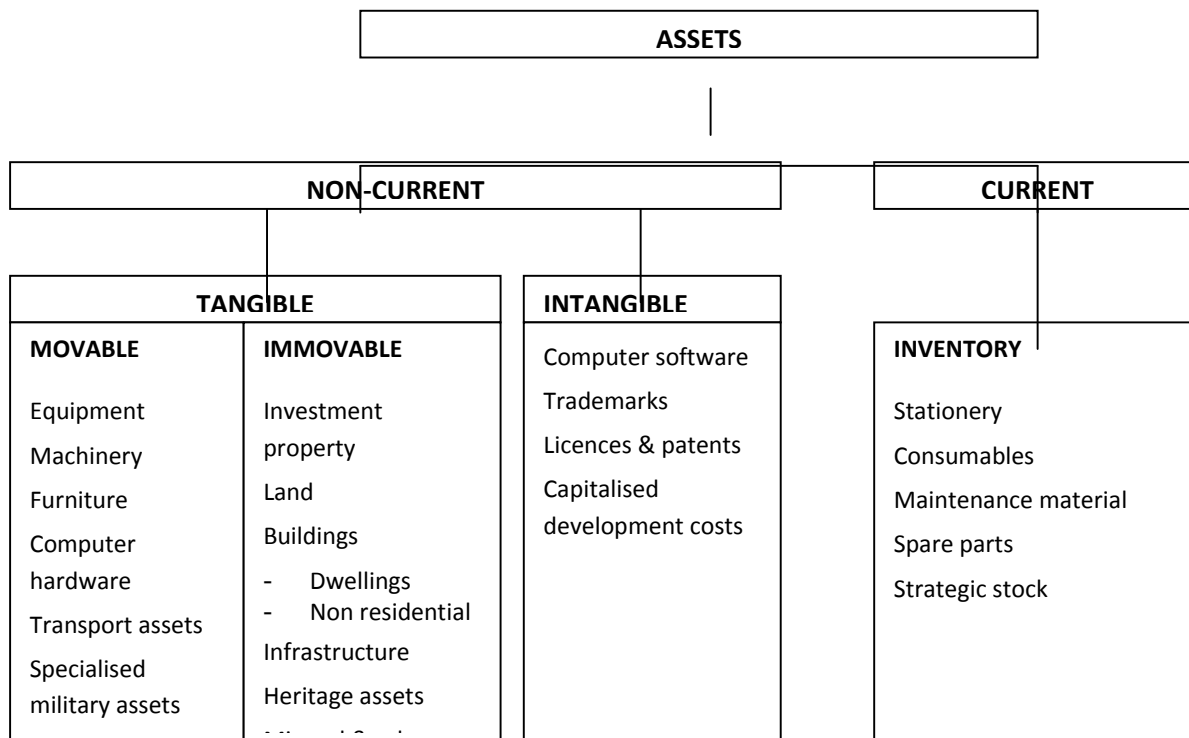 ASSETS
NON-CURRENT
CURRENT
TANGIBLE
INTANGIBLE
MOVABLE
Equipment
Machinery
Furniture
Computer
hardware
Transport assets
Specialised
military assets
IMMOVABLE
Investment
property
Land
Buildings
- Dwellings
- Non residential
Infrastructure
Heritage assets
Computer software
Trademarks
Licences & patents
Capitalised
development costs
INVENTORY
Stationery
Consumables
Maintenance material
Spare parts
Strategic stock